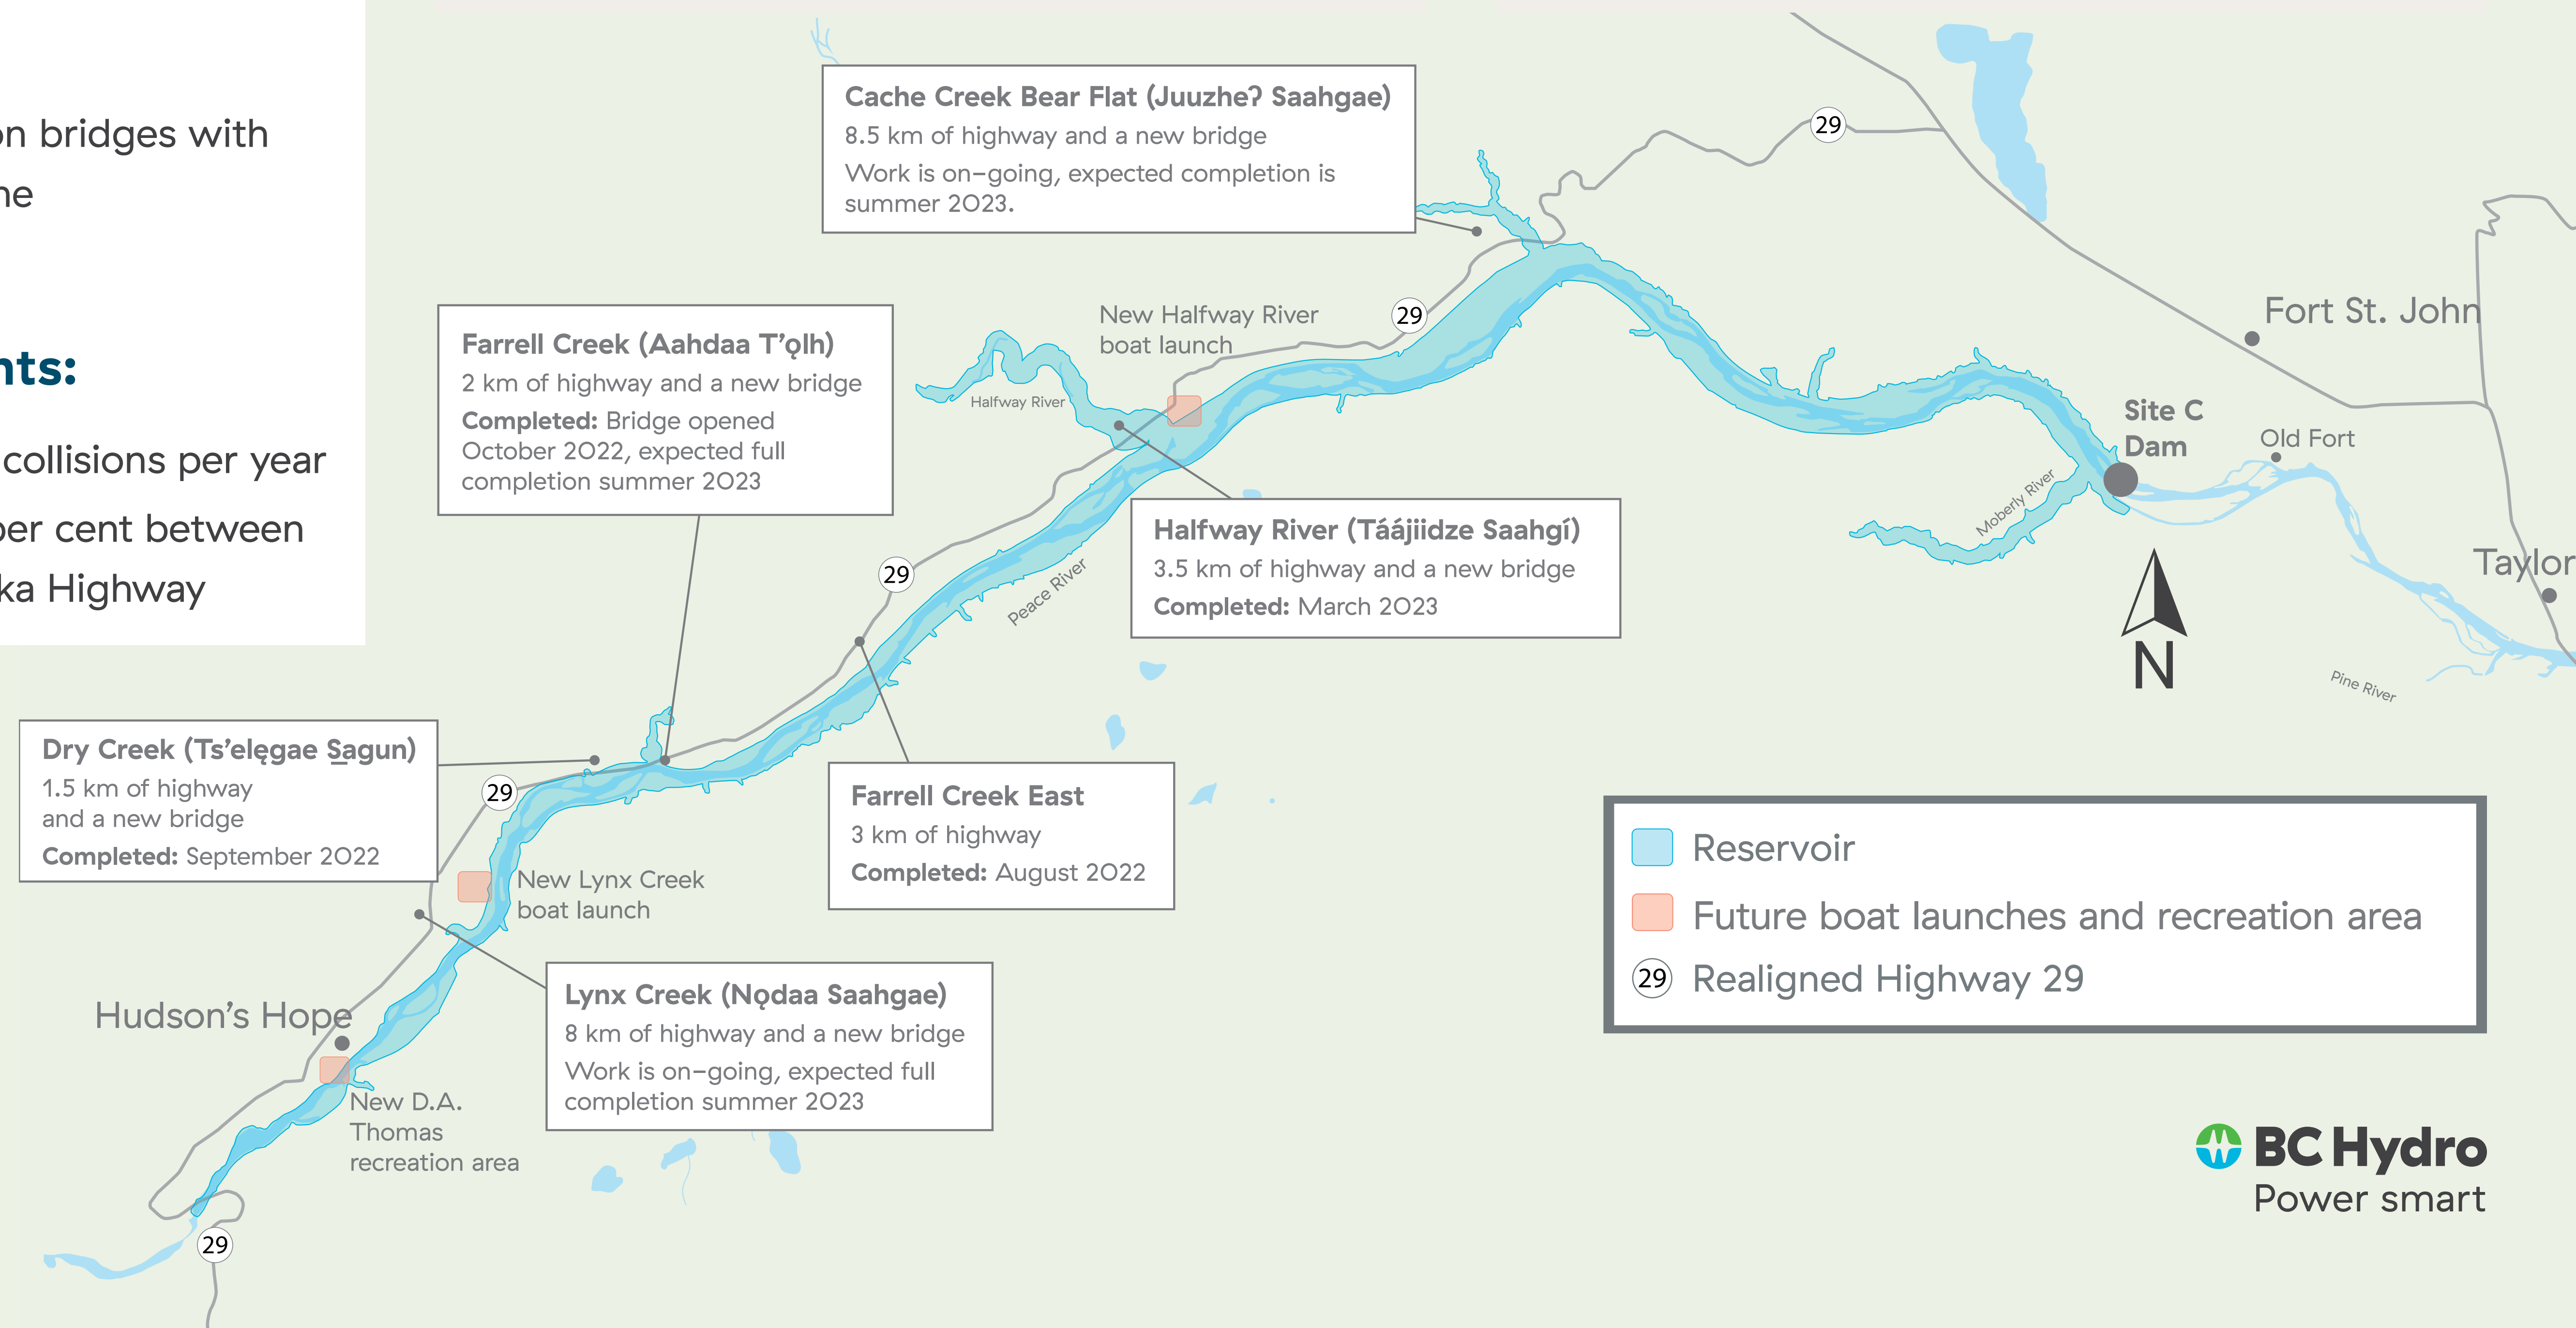 on bridges with
ne
nts:
collisions per year
per cent between
ka Highway
Cache Creek Bear Flat (Juuzheʔ Saahgae)
8.5 km of highway and a new bridge
Work is on-going, expected completion is
summer 2023.
29
Farrell Creek (Aahdaa T’ǫlh)
2 km of highway and a new bridge
Completed: Bridge opened
October 2022, expected full
completion summer 2023
New Halfway River
boat launch
29
Halfway River
Fort St. John
Site C
Dam
Old Fort
Moberly River
Halfway River (Táájiidze Saahgí)
3.5 km of highway and a new bridge
Completed: March 2023
29
Peace River
Taylor
N
Pine River
Dry Creek (Ts’elęgae S̲agun)
1.5 km of highway
and a new bridge
Completed: September 2022
29
Farrell Creek East
3 km of highway
Completed: August 2022
New Lynx Creek
boat launch
Lynx Creek (Nǫdaa Saahgae)
8 km of highway and a new bridge
Work is on-going, expected full
completion summer 2023
Hudson’s Hope
New D.A.
Thomas
recreation area
29
Reservoir
Future boat launches and recreation area
29 Realigned Highway 29
BC Hydro
Power smart